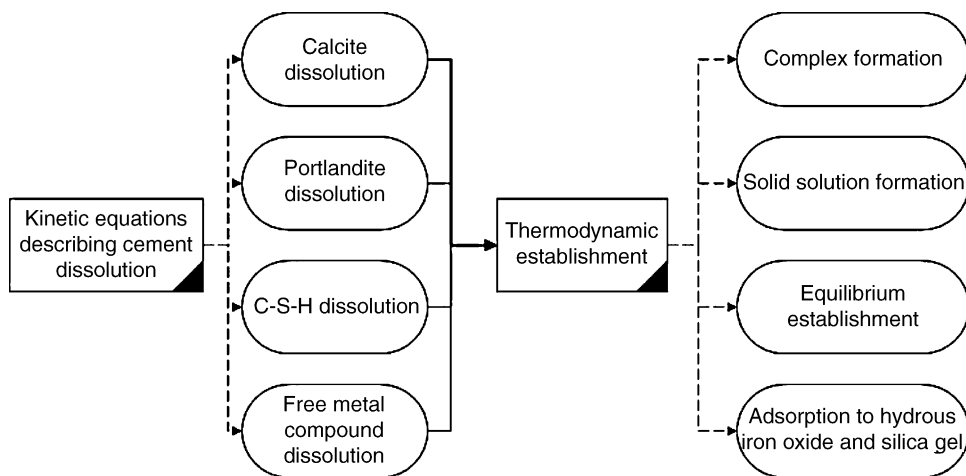 Kinetic equations
describing cement
dissolution
Calcite
dissolution
Portlandite
dissolution
C-S-H dissolution
Free metal
compound
dissolution
Thermodynamic
establishment
Complex formation
Solid solution formation
Equilibrium
establishment
Adsorption to hydrous
iron oxide and silica gel